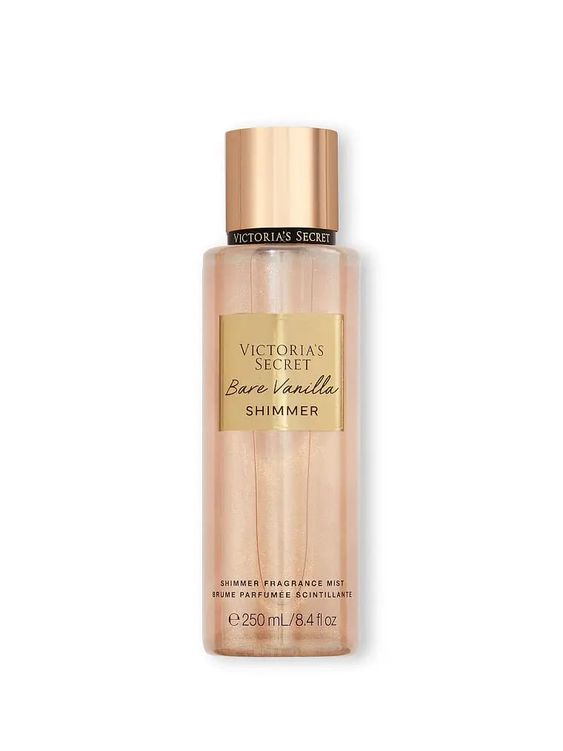 VICTORIA'S SECRET
VICTORIA'S
SECRET
Bare Vanilla
SHIMMER
SHIMMER FRAGRANCE MIST
BRUME PARFUMÉE SCINTILLANTE
℮ 250 mL/8.4 fl oz